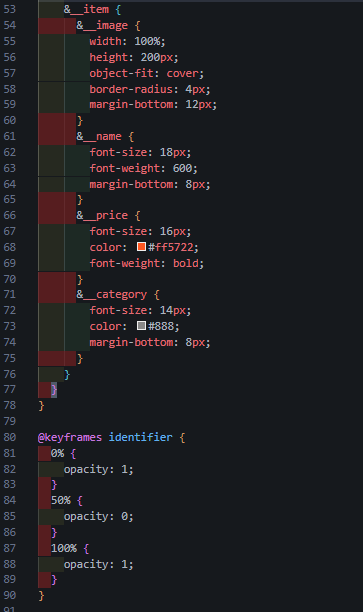 53 &__item {
54 &__image {
55 width: 100%;
56 height: 200px;
57 object-fit: cover;
58 border-radius: 4px;
59 margin-bottom: 12px;
60 }
61 &__name {
62 font-size: 18px;
63 font-weight: 600;
64 margin-bottom: 8px;
65 }
66 &__price {
67 font-size: 16px;
68 color: #ff5722;
69 font-weight: bold;
70 }
71 &__category {
72 font-size: 14px;
73 color: #888;
74 margin-bottom: 8px;
75 }
76 }
77 }
78 }
79
80 @keyframes identifier {
81 0% {
82 opacity: 1;
83 }
84 50% {
85 opacity: 0;
86 }
87 100% {
88 opacity: 1;
89 }
90 }
91